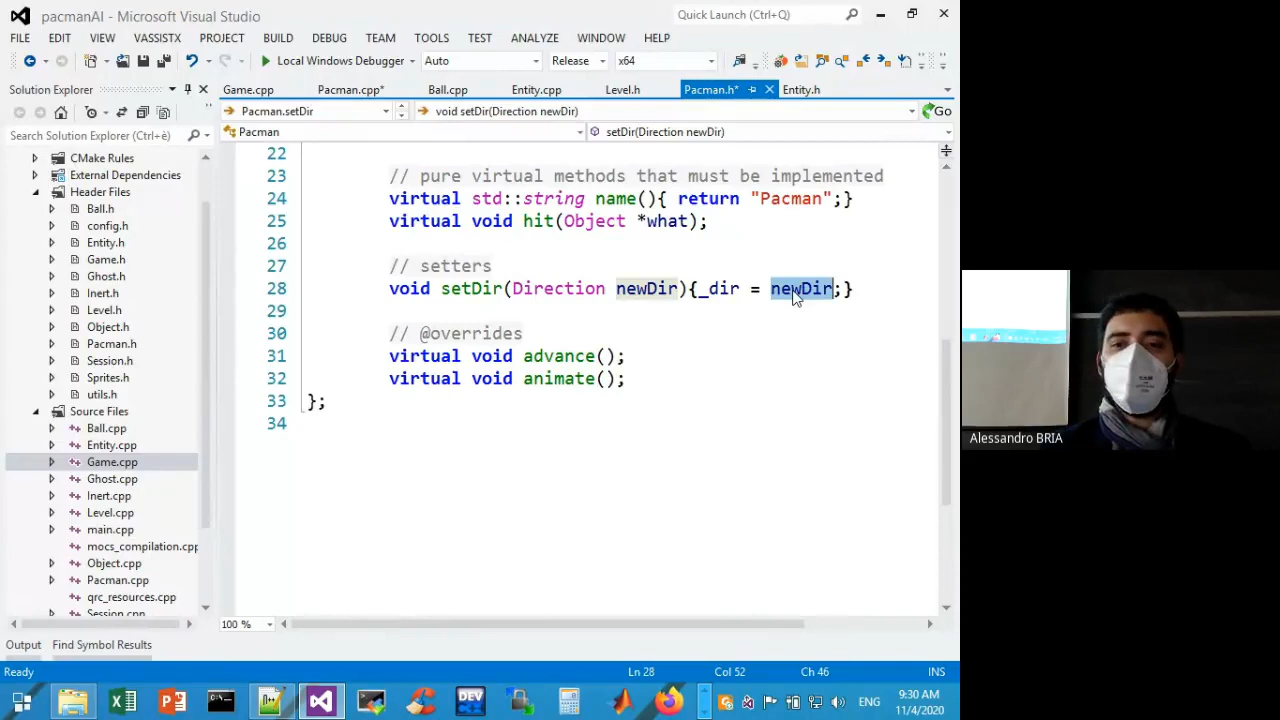 pacmanAI - Microsoft Visual Studio
Quick Launch (Ctrl+Q)
FILE EDIT VIEW VASSISTX PROJECT BUILD DEBUG TEAM TOOLS TEST ANALYZE WINDOW HELP
Local Windows Debugger Auto Release x64
Solution Explorer
Game.cpp Pacman.cpp* Ball.cpp Entity.cpp Level.h Pacman.h* Entity.h
Pacman.setDir void setDir(Direction newDir) Go
Search Solution Explorer (Ctrl+è)
Pacman setDir(Direction newDir)
CMake Rules
External Dependencies
Header Files
Ball.h
config.h
Entity.h
Game.h
Ghost.h
Inert.h
Level.h
Object.h
Pacman.h
Session.h
Sprites.h
utils.h
Source Files
Ball.cpp
Entity.cpp
Game.cpp
Ghost.cpp
Inert.cpp
Level.cpp
main.cpp
mocs_compilation.cpp
Object.cpp
Pacman.cpp
qrc_resources.cpp
Session.cpp
22
23 // pure virtual methods that must be implemented
24 virtual std::string name(){ return "Pacman";}
25 virtual void hit(Object *what);
26
27 // setters
28 void setDir(Direction newDir){_dir = newDir;}
29
30 // @overrides
31 virtual void advance();
32 virtual void animate();
33 };
34
100 %
Output Find Symbol Results
Ready Ln 28 Col 52 Ch 46 INS
DEV
ENG
9:30 AM
11/4/2020
Alessandro BRIA